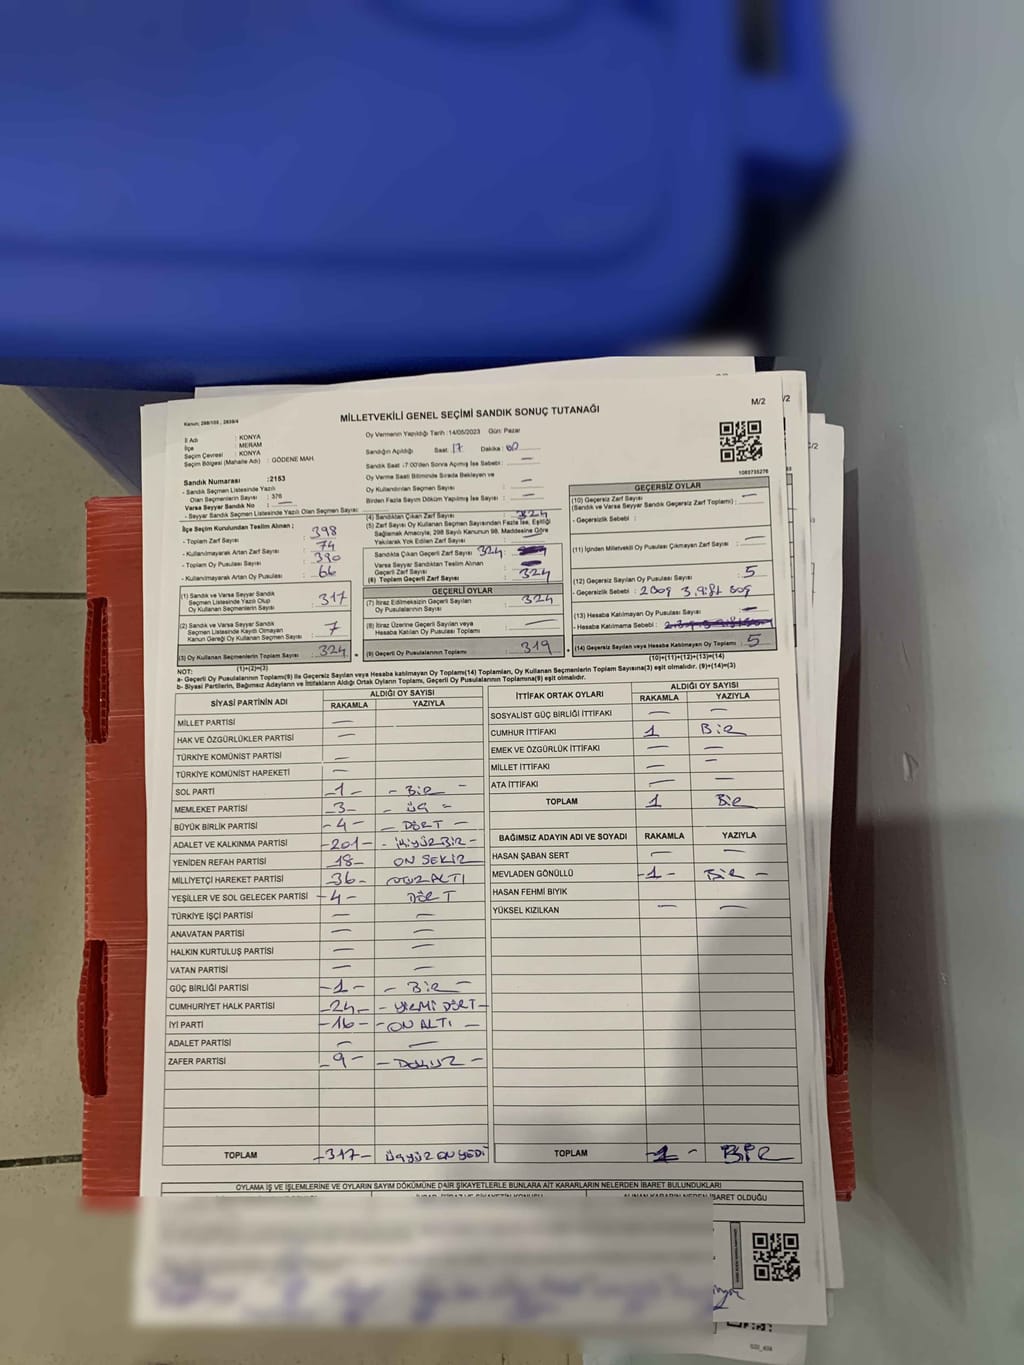 M/2
MİLLETVEKİLİ GENEL SEÇİMİ SANDIK SONUÇ TUTANAĞI
İl Adı : KONYA
İlçe : MERAM
Seçim Çevresi : KONYA
Seçim Bölgesi (Mahalle Adı) : GÖDENE MAH.
Sandık Numarası :2153
- Sandık Seçmen Listesinde Yazılı
Olan Seçmenlerin Sayısı : 376
Varsa Seyyar Sandık No : —
- Seyyar Sandık Seçmen Listesinde Yazılı Olan Seçmen Sayısı:
İlçe Seçim Kurulundan Teslim Alınan ;
- Toplam Zarf Sayısı : 398
- Kullanılmayarak Artan Zarf Sayısı : 74
- Toplam Oy Pusulası Sayısı : 390
- Kullanılmayarak Artan Oy Pusulası Sayısı : 66
(1) Sandık ve Varsa Seyyar Sandık
Seçmen Listesinde Yazılı Olup
Oy Kullanan Seçmenlerin Sayısı : 317
(2) Sandık ve Varsa Seyyar Sandık
Seçmen Listesinde Kayıtlı Olmayan
Kanun Gereği Oy Kullanan Seçmen Sayısı : 7
(3) Oy Kullanan Seçmenlerin Toplam Sayısı : 324
(1)+(2)=(3)
Oy Vermenin Yapıldığı Tarih : 14/05/2023 Gün: Pazar
Sandığın Açıldığı Saat : 17 Dakika : 00
Sandık Saat 17:00'den Sonra Açılmış İse Sebebi : —
Oy Verme Saati Bitiminde Sırada Bekleyen ve
Oy Kullandırılan Seçmen Sayısı : —
Birden Fazla Sayım Döküm Yapılmış İse Sayısı : —
(4) Sandıktan Çıkan Zarf Sayısı : 324
(5) Zarf Sayısı Oy Kullanan Seçmen Sayısından Fazla İse, Eşitliği
Sağlamak Amacıyla, 298 Sayılı Kanunun 98. Maddesine Göre
Yakılarak Yok Edilen Zarf Sayısı : —
Sandıkta Çıkan Geçerli Zarf Sayısı 324
Varsa Seyyar Sandıktan Teslim Alınan
Geçerli Zarf Sayısı
(6) Toplam Geçerli Zarf Sayısı : 324
GEÇERLİ OYLAR
(7) İtiraz Edilmeksizin Geçerli Sayılan
Oy Pusulalarının Sayısı : 324
(8) İtiraz Üzerine Geçerli Sayılan veya
Hesaba Katılan Oy Pusulası Toplamı : —
(9) Geçerli Oy Pusulalarının Toplamı : 319
1083735276
GEÇERSİZ OYLAR
(10) Geçersiz Zarf Sayısı
(Sandık ve Varsa Seyyar Sandık Geçersiz Zarf Toplamı) : —
- Geçersizlik Sebebi :
(11) İçinden Milletvekili Oy Pusulası Çıkmayan Zarf Sayısı : —
(12) Geçersiz Sayılan Oy Pusulası Sayısı : 5
- Geçersizlik Sebebi : 2 boş 3
(13) Hesaba Katılmayan Oy Pusulası Sayısı : —
- Hesaba Katılmama Sebebi :
(14) Geçersiz Sayılan veya Hesaba Katılmayan Oy Toplamı : 5
(10)+(11)+(12)+(13)=(14)
NOT:
a- Geçerli Oy Pusulalarının Toplamı(9) ile Geçersiz Sayılan veya Hesaba katılmayan Oy Toplamı(14) Toplamları, Oy Kullanan Seçmenlerin Toplam Sayısına(3) eşit olmalıdır. (9)+(14)=(3)
b- Siyasi Partilerin, Bağımsız Adayların ve İttifakların Aldığı Ortak Oyların Toplamı, Geçerli Oy Pusulalarının Toplamına(9) eşit olmalıdır.
SİYASİ PARTİNİN ADI ALDIĞI OY SAYISI
RAKAMLA YAZIYLA
MİLLET PARTİSİ —
HAK VE ÖZGÜRLÜKLER PARTİSİ —
TÜRKİYE KOMÜNİST PARTİSİ —
TÜRKİYE KOMÜNİST HAREKETİ —
SOL PARTİ -1- - BİR -
MEMLEKET PARTİSİ -3- - ÜÇ -
BÜYÜK BİRLİK PARTİSİ -4- - DÖRT -
ADALET VE KALKINMA PARTİSİ -201- - İKİYÜZBİR -
YENİDEN REFAH PARTİSİ 18- ON SEKİZ
MİLLİYETÇİ HAREKET PARTİSİ 36- OTUZ ALTI
YEŞİLLER VE SOL GELECEK PARTİSİ -4- DÖRT
TÜRKİYE İŞÇİ PARTİSİ — —
ANAVATAN PARTİSİ — —
HALKIN KURTULUŞ PARTİSİ — —
VATAN PARTİSİ — —
GÜÇ BİRLİĞİ PARTİSİ -1- - BİR -
CUMHURİYET HALK PARTİSİ -24- - YİRMİ DÖRT -
İYİ PARTİ -16- - ON ALTI -
ADALET PARTİSİ — —
ZAFER PARTİSİ -9- - DOKUZ -
TOPLAM -317- ÜÇYÜZ ON YEDİ
İTTİFAK ORTAK OYLARI ALDIĞI OY SAYISI
RAKAMLA YAZIYLA
SOSYALİST GÜÇ BİRLİĞİ İTTİFAKI — —
CUMHUR İTTİFAKI 1 BİR
EMEK VE ÖZGÜRLÜK İTTİFAKI — —
MİLLET İTTİFAKI — —
ATA İTTİFAKI — —
TOPLAM 1 BİR
BAĞIMSIZ ADAYIN ADI VE SOYADI RAKAMLA YAZIYLA
HASAN ŞABAN SERT — —
MEVLADEN GÖNÜLLÜ -1- BİR -
HASAN FEHMİ BIYIK
YÜKSEL KIZILKAN — —
TOPLAM -1- BİR
OYLAMA İŞ VE İŞLEMLERİNE VE OYLARIN SAYIM DÖKÜMÜNE DAİR ŞİKAYETLERLE BUNLARA AİT KARARLARIN NELERDEN İBARET BULUNDUKLARI